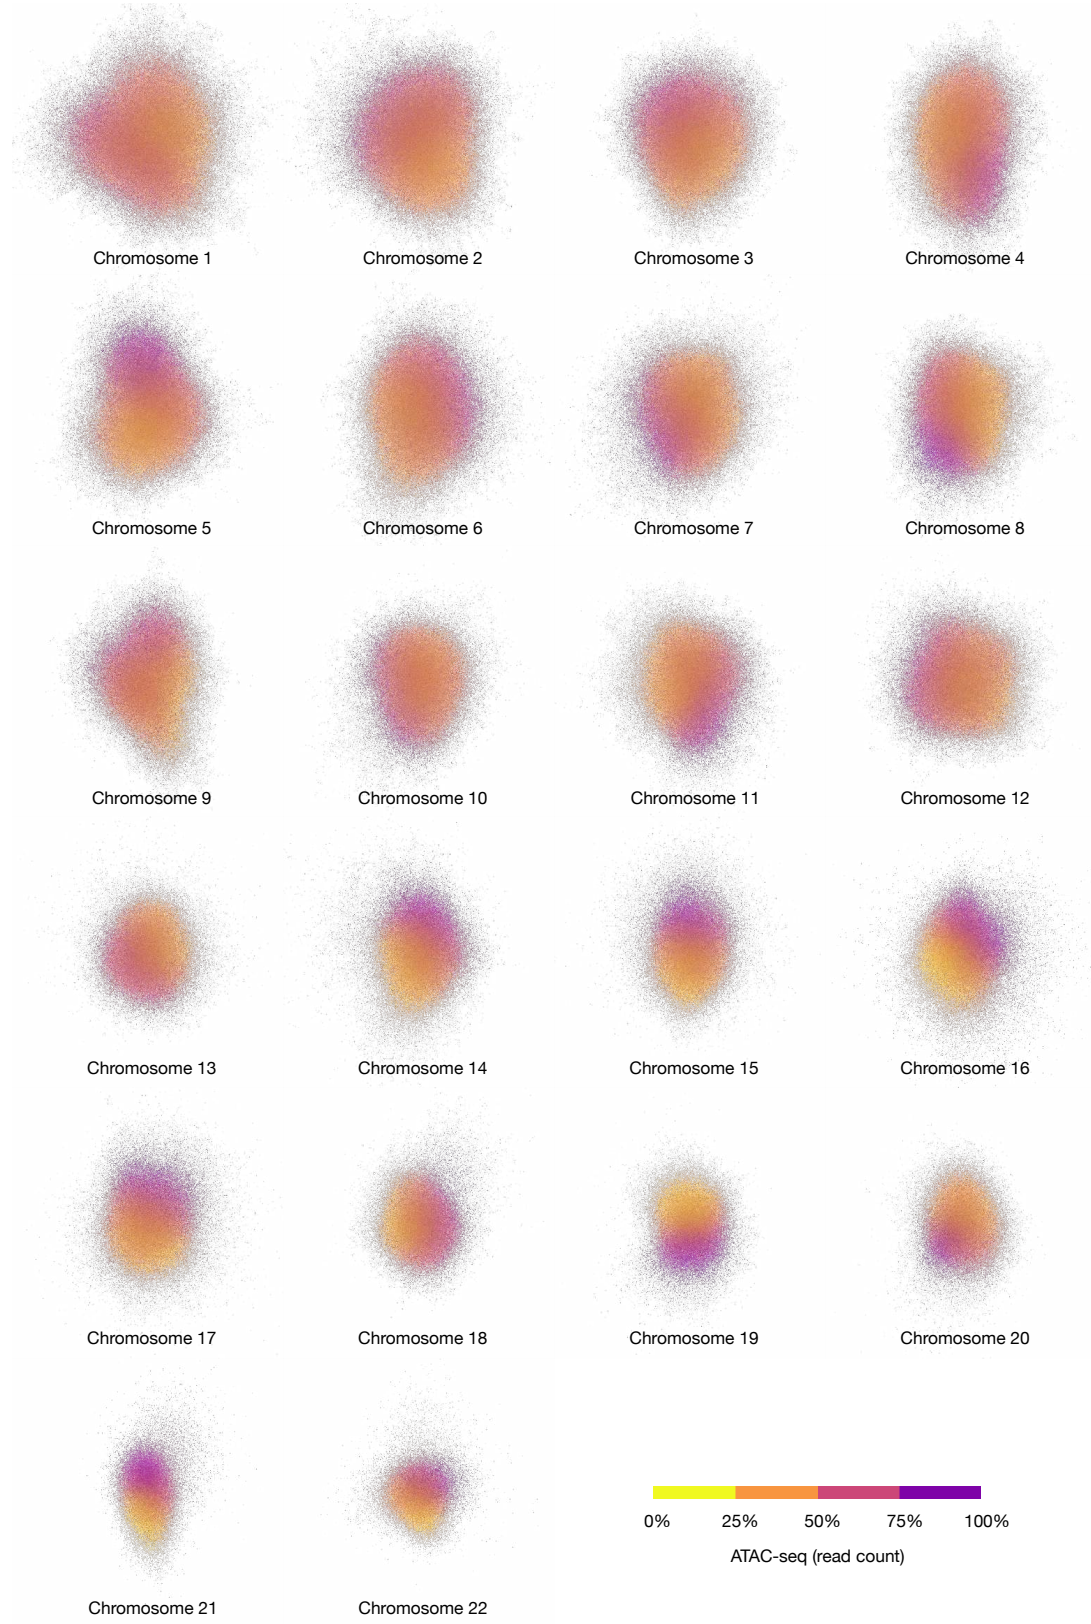 Chromosome 1
Chromosome 2
Chromosome 3
Chromosome 4
Chromosome 5
Chromosome 6
Chromosome 7
Chromosome 8
Chromosome 9
Chromosome 10
Chromosome 11
Chromosome 12
Chromosome 13
Chromosome 14
Chromosome 15
Chromosome 16
Chromosome 17
Chromosome 18
Chromosome 19
Chromosome 20
Chromosome 21
Chromosome 22
0% 25% 50% 75% 100%
ATAC-seq (read count)